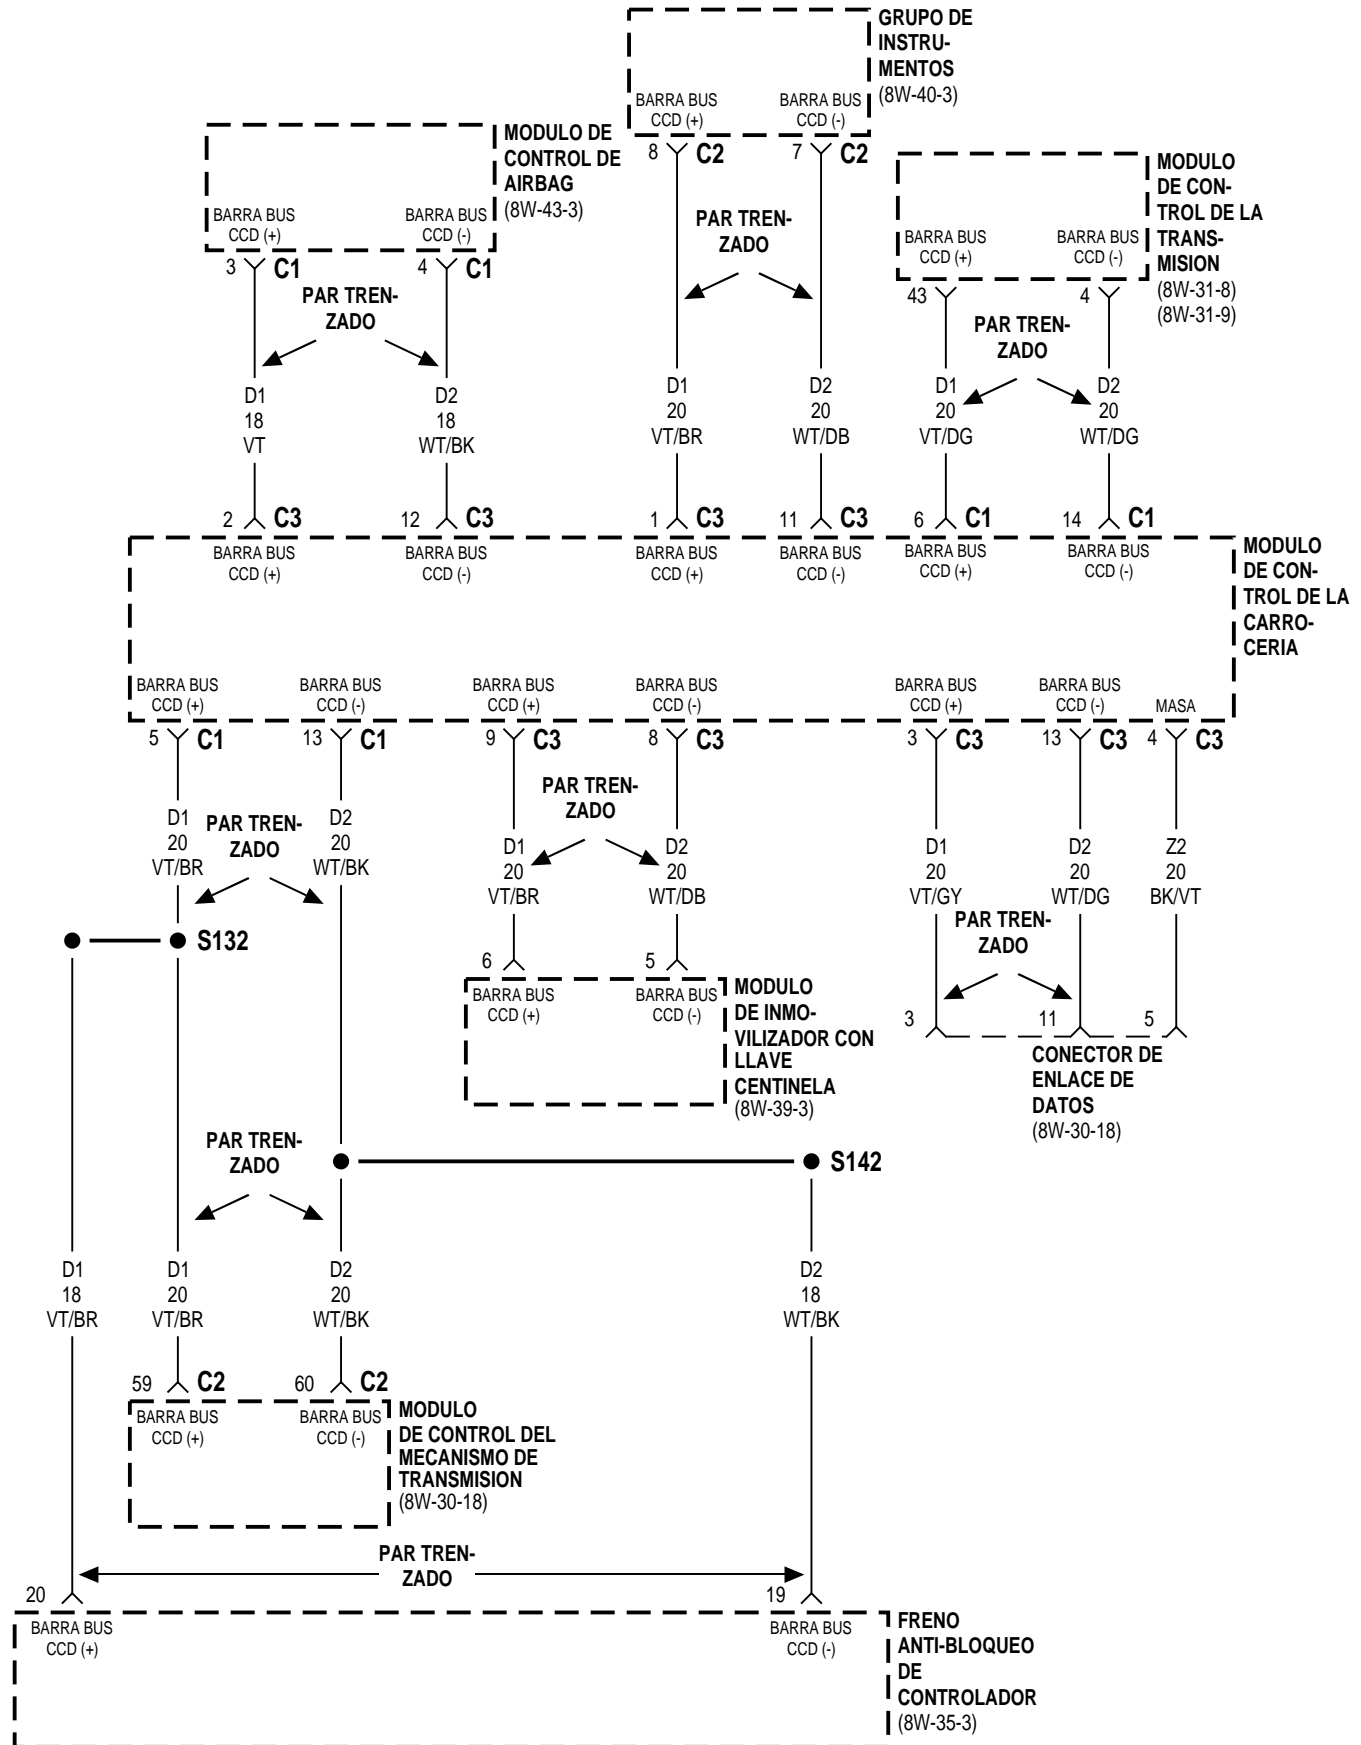 GRUPO DE
INSTRU-
MENTOS
(8W-40-3)
BARRA BUS
CCD (+)
BARRA BUS
CCD (-)
8 C2
7 C2
MODULO DE
CONTROL DE
AIRBAG
(8W-43-3)
BARRA BUS
CCD (+)
BARRA BUS
CCD (-)
3 C1
4 C1
MODULO
DE CON-
TROL DE LA
TRANS-
MISION
(8W-31-8)
(8W-31-9)
BARRA BUS
CCD (+)
BARRA BUS
CCD (-)
43
4
PAR TREN-
ZADO
PAR TREN-
ZADO
PAR TREN-
ZADO
D1
18
VT
D2
18
WT/BK
D1
20
VT/BR
D2
20
WT/DB
D1
20
VT/DG
D2
20
WT/DG
2 C3
12 C3
1 C3
11 C3
6 C1
14 C1
BARRA BUS
CCD (+)
BARRA BUS
CCD (-)
BARRA BUS
CCD (+)
BARRA BUS
CCD (-)
BARRA BUS
CCD (+)
BARRA BUS
CCD (-)
MODULO
DE CON-
TROL DE LA
CARRO-
CERIA
BARRA BUS
CCD (+)
BARRA BUS
CCD (-)
BARRA BUS
CCD (+)
BARRA BUS
CCD (-)
BARRA BUS
CCD (+)
BARRA BUS
CCD (-)
MASA
5 C1
13 C1
9 C3
8 C3
3 C3
13 C3
4 C3
D1
20
VT/BR
PAR TREN-
ZADO
D2
20
WT/BK
PAR TREN-
ZADO
D1
20
VT/BR
D2
20
WT/DB
D1
20
VT/GY
D2
20
WT/DG
Z2
20
BK/VT
PAR TREN-
ZADO
S132
6
5
BARRA BUS
CCD (+)
BARRA BUS
CCD (-)
MODULO
DE INMO-
VILIZADOR CON
LLAVE
CENTINELA
(8W-39-3)
3
11
5
CONECTOR DE
ENLACE DE
DATOS
(8W-30-18)
PAR TREN-
ZADO
S142
D1
18
VT/BR
D1
20
VT/BR
D2
20
WT/BK
D2
18
WT/BK
59 C2
60 C2
BARRA BUS
CCD (+)
BARRA BUS
CCD (-)
MODULO
DE CONTROL DEL
MECANISMO DE
TRANSMISION
(8W-30-18)
PAR TREN-
ZADO
20
19
BARRA BUS
CCD (+)
BARRA BUS
CCD (-)
FRENO
ANTI-BLOQUEO
DE
CONTROLADOR
(8W-35-3)